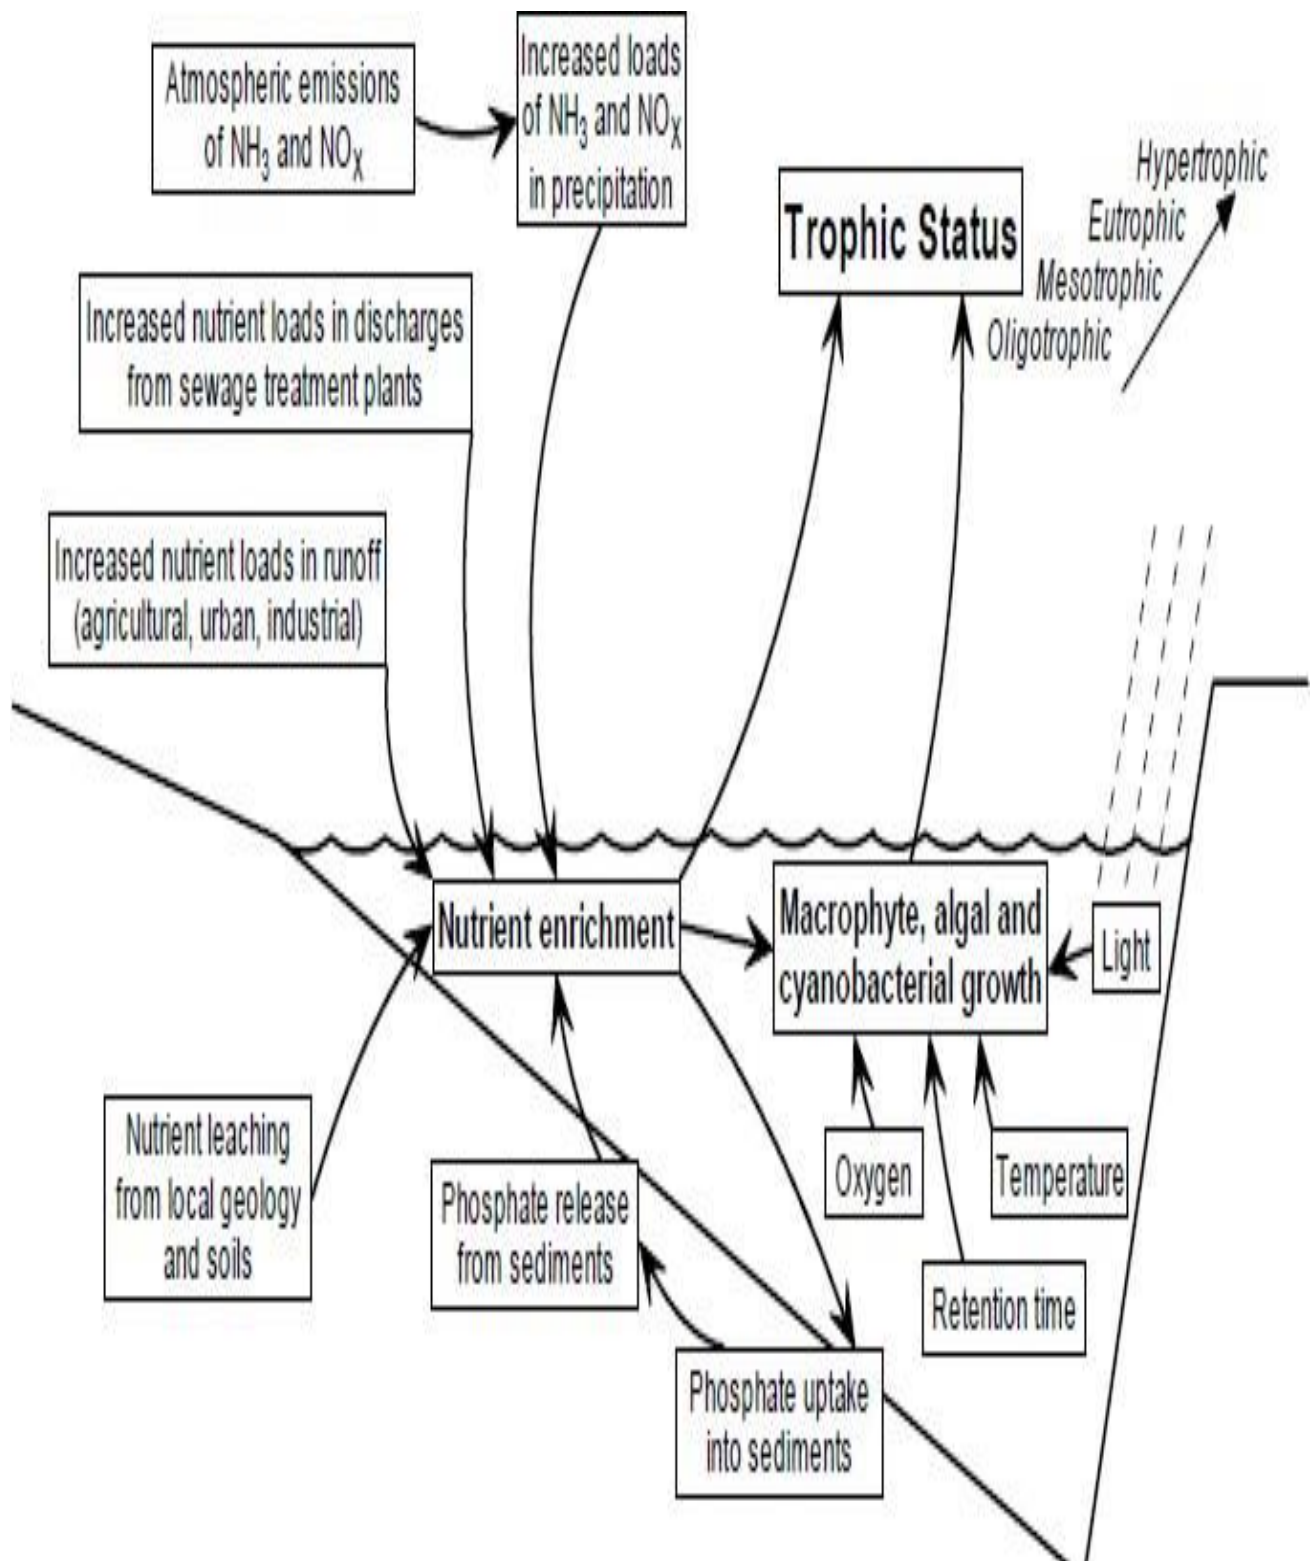 Atmospheric emissions
of NH₃ and NOₓ
Increased loads
of NH₃ and NOₓ
in precipitation
Trophic Status
Hypertrophic
Eutrophic
Mesotrophic
Oligotrophic
Increased nutrient loads in discharges
from sewage treatment plants
Increased nutrient loads in runoff
(agricultural, urban, industrial)
Nutrient enrichment
Macrophyte, algal and
cyanobacterial growth
Light
Nutrient leaching
from local geology
and soils
Phosphate release
from sediments
Oxygen
Temperature
Retention time
Phosphate uptake
into sediments